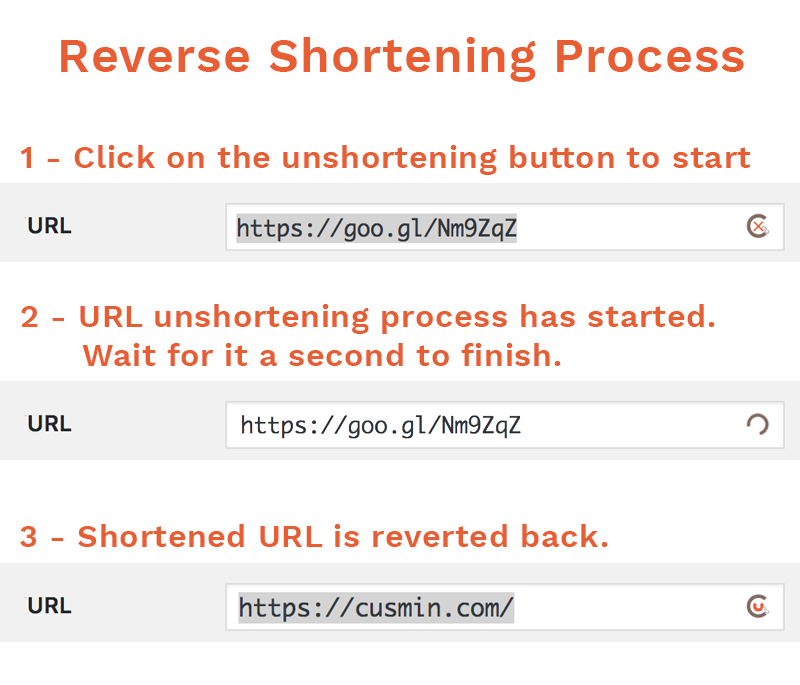 Reverse Shortening Process
1 - Click on the unshortening button to start
URL
https://goo.gl/Nm9ZqZ
2 - URL unshortening process has started.
Wait for it a second to finish.
URL
https://goo.gl/Nm9ZqZ
3 - Shortened URL is reverted back.
URL
https://cusmin.com/